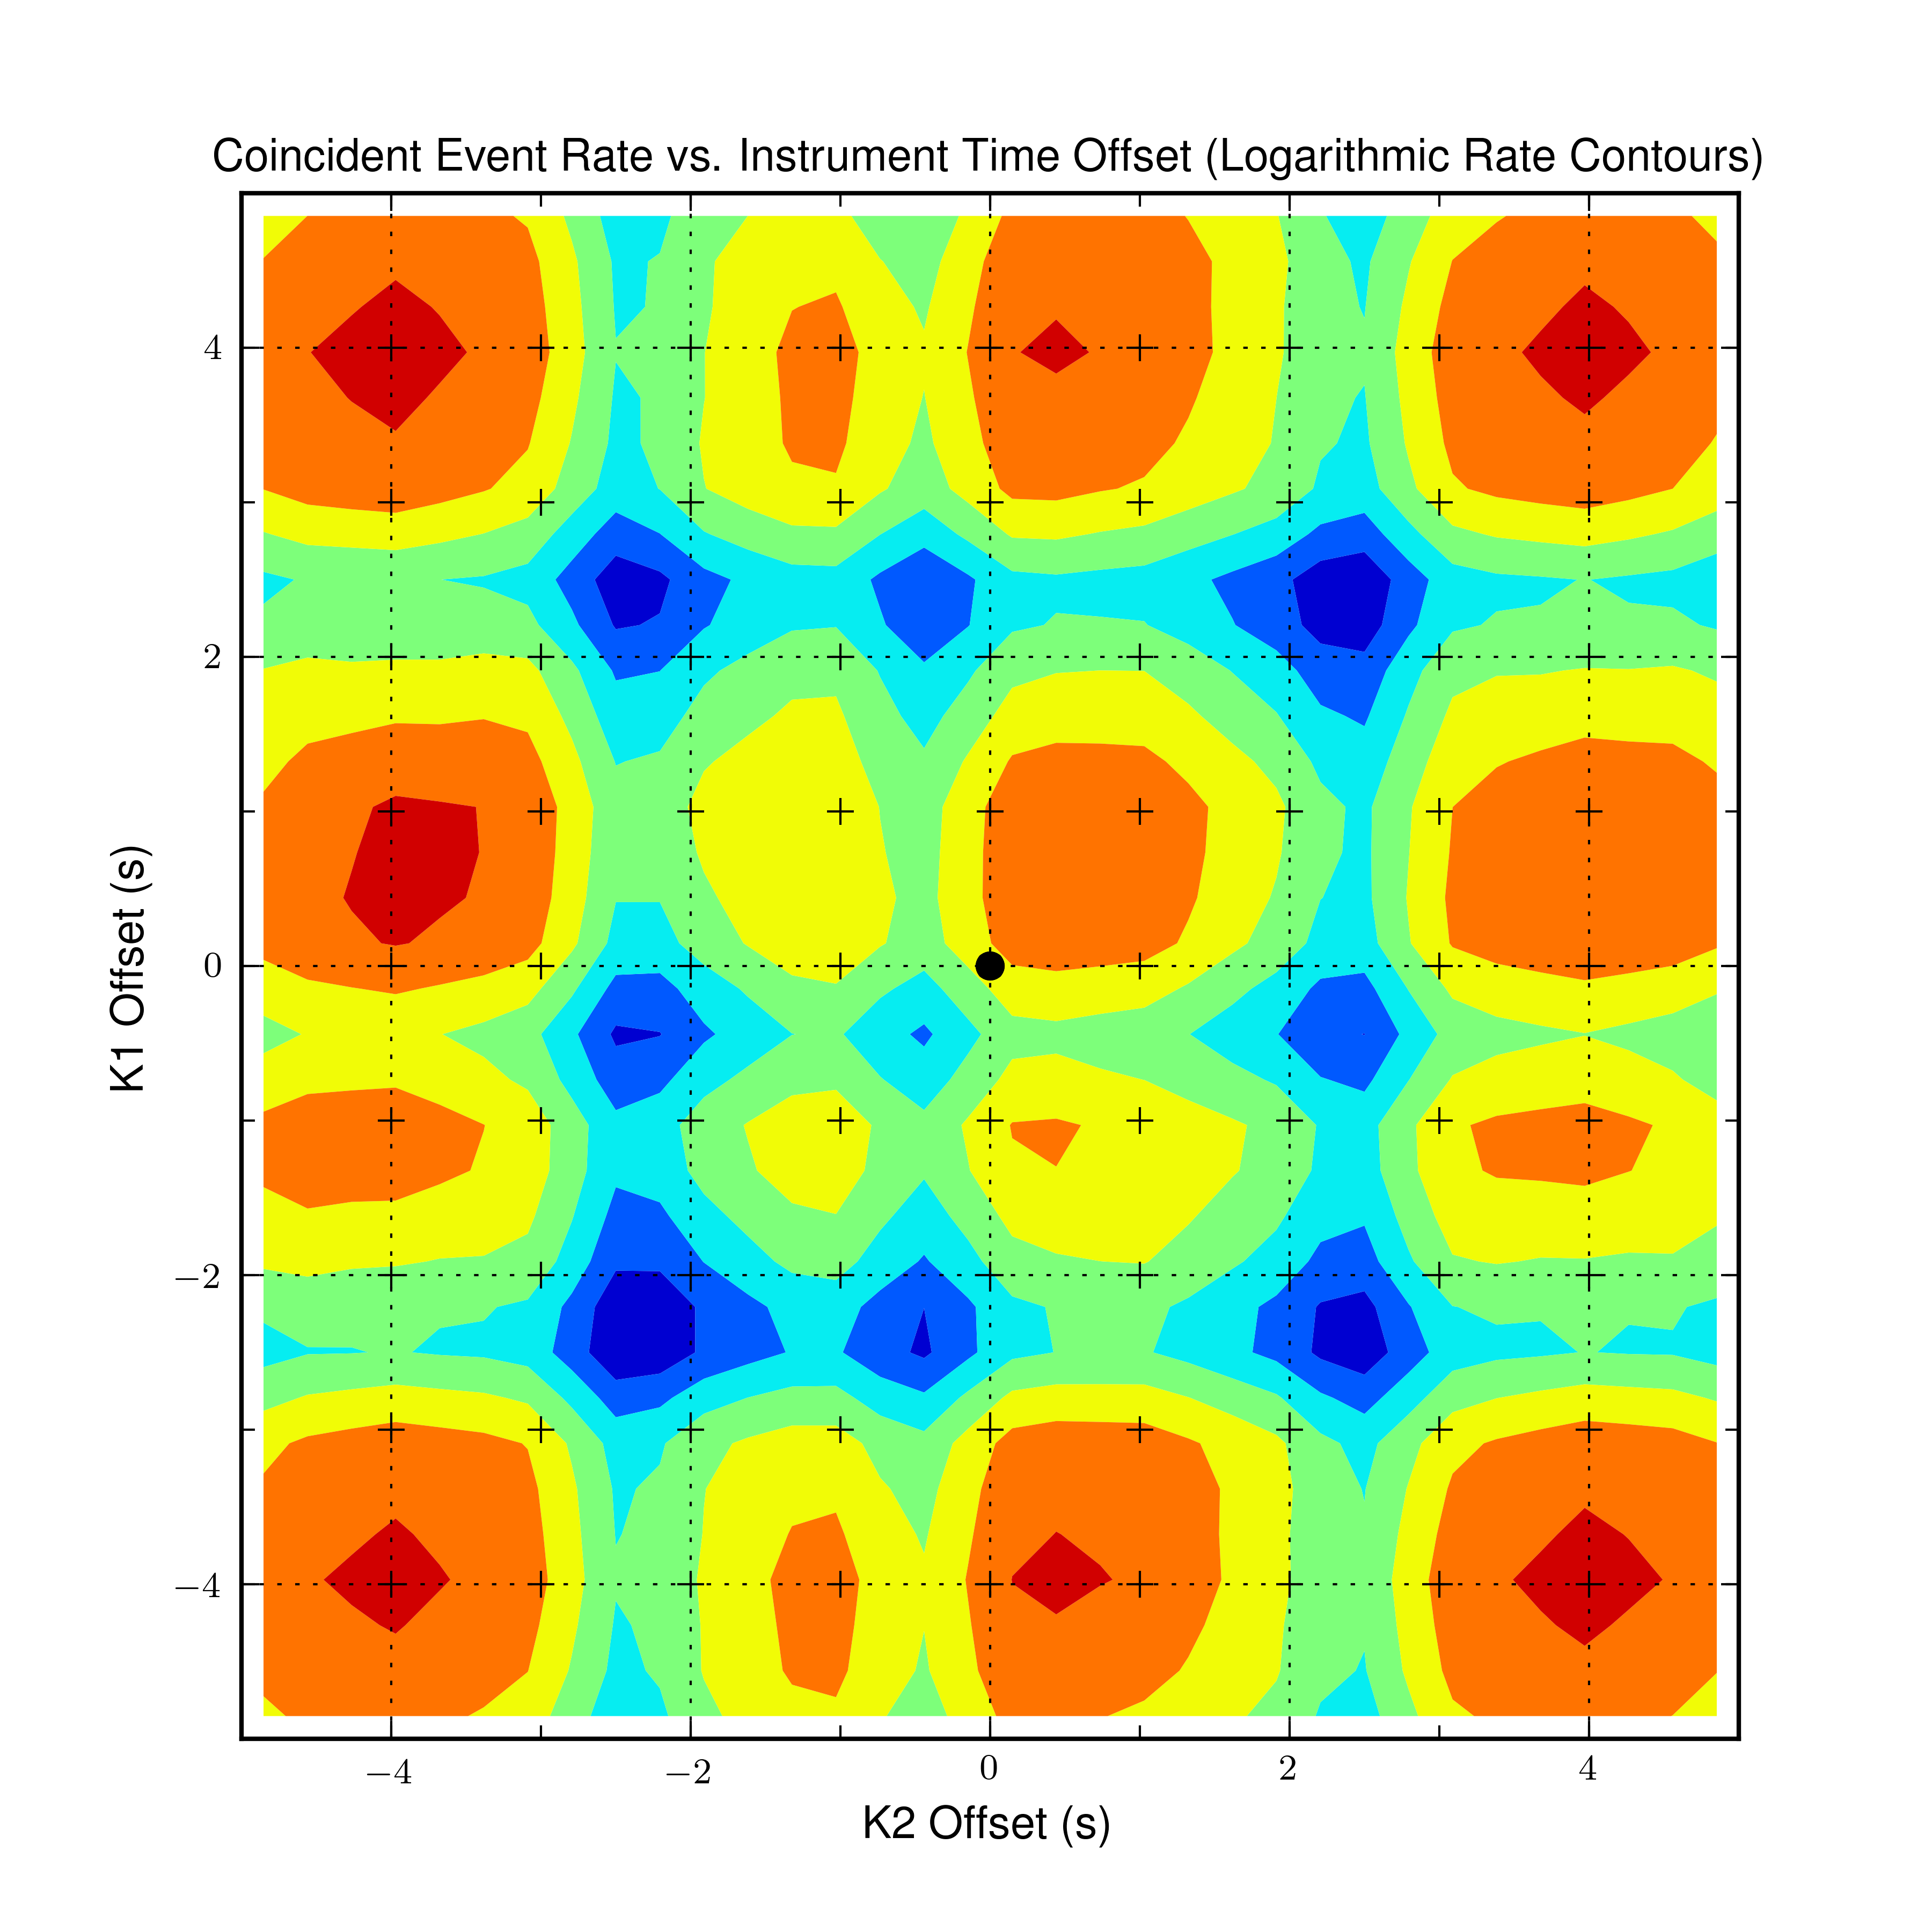 Coincident Event Rate vs. Instrument Time Offset (Logarithmic Rate Contours)
K1 Offset (s)
4
2
0
−2
−4
−4 −2 0 2 4
K2 Offset (s)